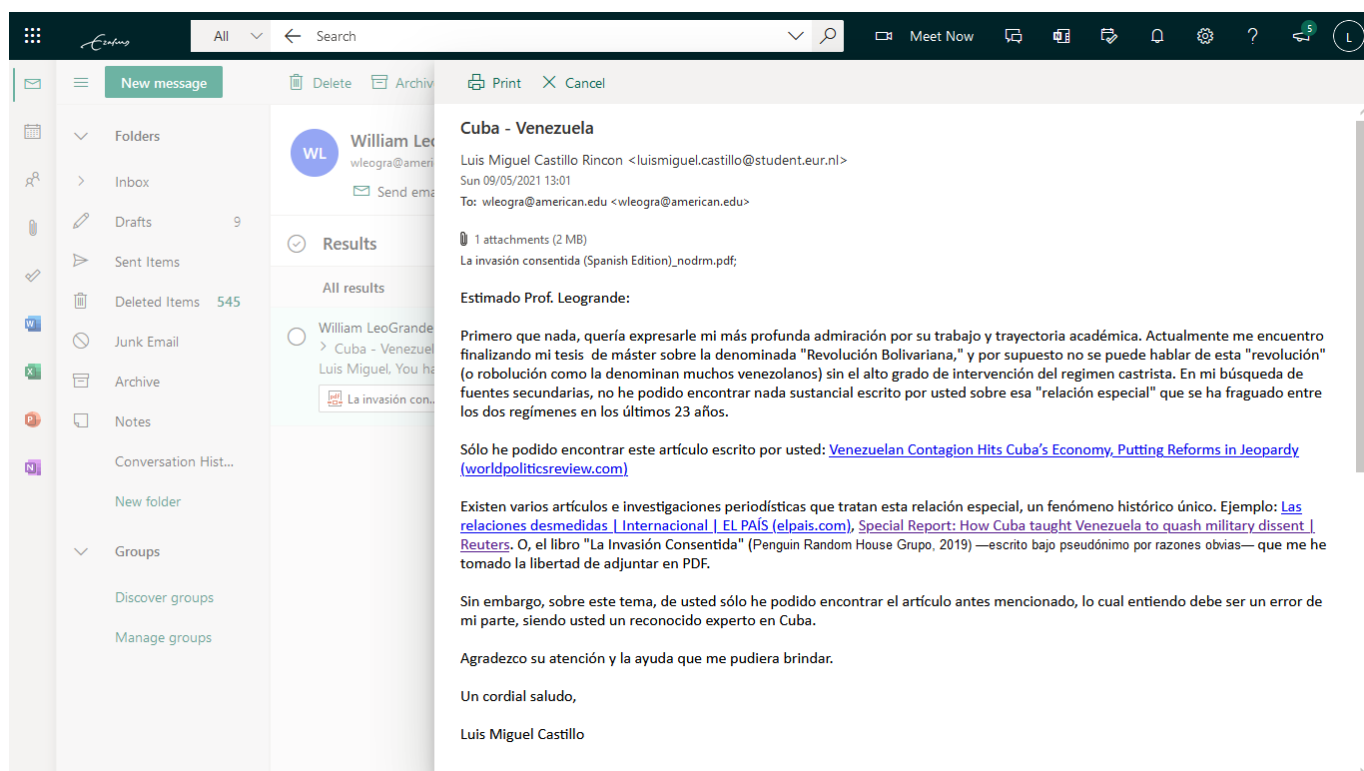 Erasmus All Search Meet Now 5 L
New message Delete Archiv Print Cancel
Folders
Inbox
Drafts 9
Sent Items
Deleted Items 545
Junk Email
Archive
Notes
Conversation Hist...
New folder
Groups
Discover groups
Manage groups
WL William Leo
wleogra@ameri
Send ema
Results
All results
William LeoGrande
> Cuba - Venezuel
Luis Miguel, You ha
La invasión con...
Cuba - Venezuela
Luis Miguel Castillo Rincon <luismiguel.castillo@student.eur.nl>
Sun 09/05/2021 13:01
To: wleogra@american.edu <wleogra@american.edu>
1 attachments (2 MB)
La invasión consentida (Spanish Edition)_nodrm.pdf;
Estimado Prof. Leogrande:
Primero que nada, quería expresarle mi más profunda admiración por su trabajo y trayectoria académica. Actualmente me encuentro
finalizando mi tesis de máster sobre la denominada "Revolución Bolivariana," y por supuesto no se puede hablar de esta "revolución"
(o robolución como la denominan muchos venezolanos) sin el alto grado de intervención del regimen castrista. En mi búsqueda de
fuentes secundarias, no he podido encontrar nada sustancial escrito por usted sobre esa "relación especial" que se ha fraguado entre
los dos regímenes en los últimos 23 años.
Sólo he podido encontrar este artículo escrito por usted: Venezuelan Contagion Hits Cuba's Economy, Putting Reforms in Jeopardy
(worldpoliticsreview.com)
Existen varios artículos e investigaciones periodísticas que tratan esta relación especial, un fenómeno histórico único. Ejemplo: Las
relaciones desmedidas | Internacional | EL PAÍS (elpais.com), Special Report: How Cuba taught Venezuela to quash military dissent |
Reuters. O, el libro "La Invasión Consentida" (Penguin Random House Grupo, 2019) —escrito bajo pseudónimo por razones obvias— que me he
tomado la libertad de adjuntar en PDF.
Sin embargo, sobre este tema, de usted sólo he podido encontrar el artículo antes mencionado, lo cual entiendo debe ser un error de
mi parte, siendo usted un reconocido experto en Cuba.
Agradezco su atención y la ayuda que me pudiera brindar.
Un cordial saludo,
Luis Miguel Castillo